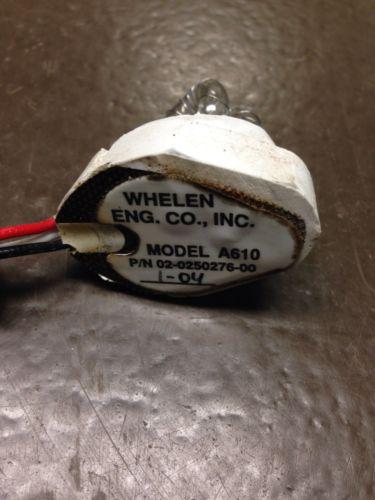 WHELEN
ENG. CO., INC.
MODEL A610
P/N 02-0250276-00
1-04